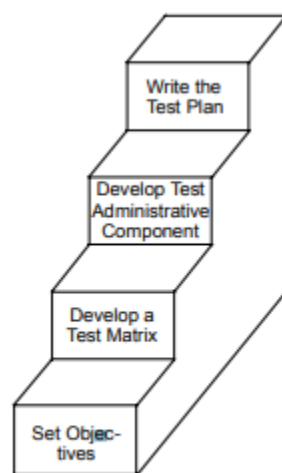 Write the
Test Plan
Develop Test
Administrative
Component
Develop a
Test Matrix
Set Objec-
tives